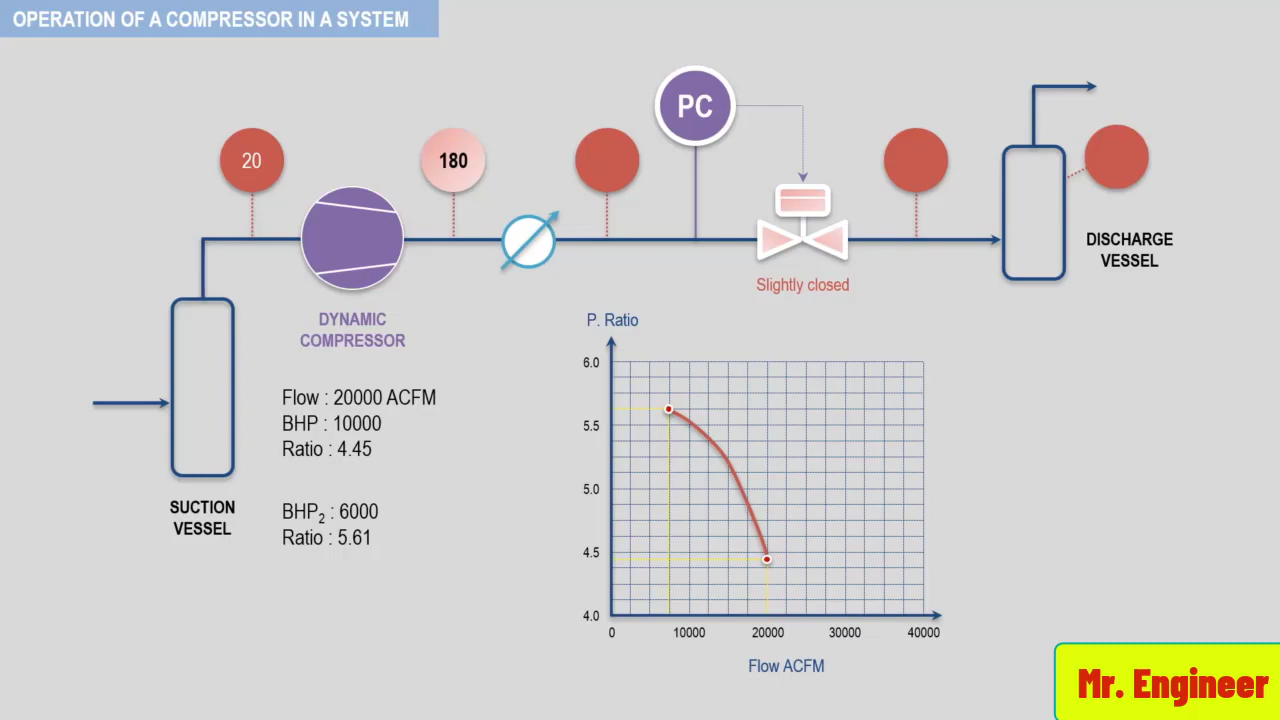 OPERATION OF A COMPRESSOR IN A SYSTEM
PC
20
180
DISCHARGE
VESSEL
Slightly closed
DYNAMIC
COMPRESSOR
P. Ratio
Flow : 20000 ACFM
BHP : 10000
Ratio : 4.45
SUCTION
VESSEL
BHP₂ : 6000
Ratio : 5.61
6.0
5.5
5.0
4.5
4.0
0 10000 20000 30000 40000
Flow ACFM
Mr. Engineer